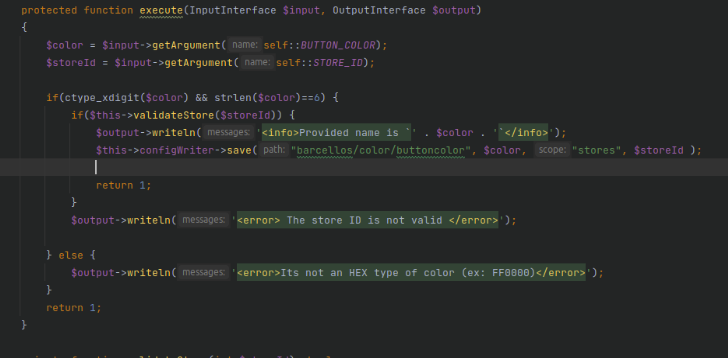 protected function execute(InputInterface $input, OutputInterface $output)
{
$color = $input->getArgument( name: self::BUTTON_COLOR);
$storeId = $input->getArgument( name: self::STORE_ID);
if(ctype_xdigit($color) && strlen($color)==6) {
if($this->validateStore($storeId)) {
$output->writeln( messages: '<info>Provided name is `' . $color . '`</info>');
$this->configWriter->save( path: "barcellos/color/buttoncolor", $color, scope: "stores", $storeId );
return 1;
}
$output->writeln( messages: '<error> The store ID is not valid </error>');
} else {
$output->writeln( messages: '<error>Its not an HEX type of color (ex: FF0000)</error>');
}
return 1;
}